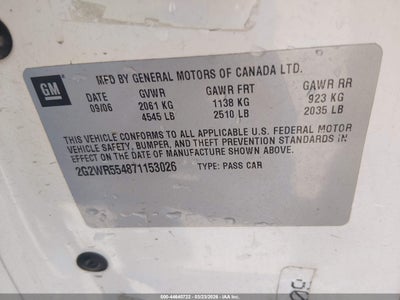 GM
MFD BY GENERAL MOTORS OF CANADA LTD.
DATE GVWR GAWR FRT GAWR RR
09/06 2061 KG 1138 KG 923 KG
4545 LB 2510 LB 2035 LB
THIS VEHICLE CONFORMS TO ALL APPLICABLE U.S. FEDERAL MOTOR
VEHICLE SAFETY, BUMPER, AND THEFT PREVENTION STANDARDS IN
EFFECT ON THE DATE OF MANUFACTURE SHOWN ABOVE.
2G2WR554871153026 TYPE: PASS CAR